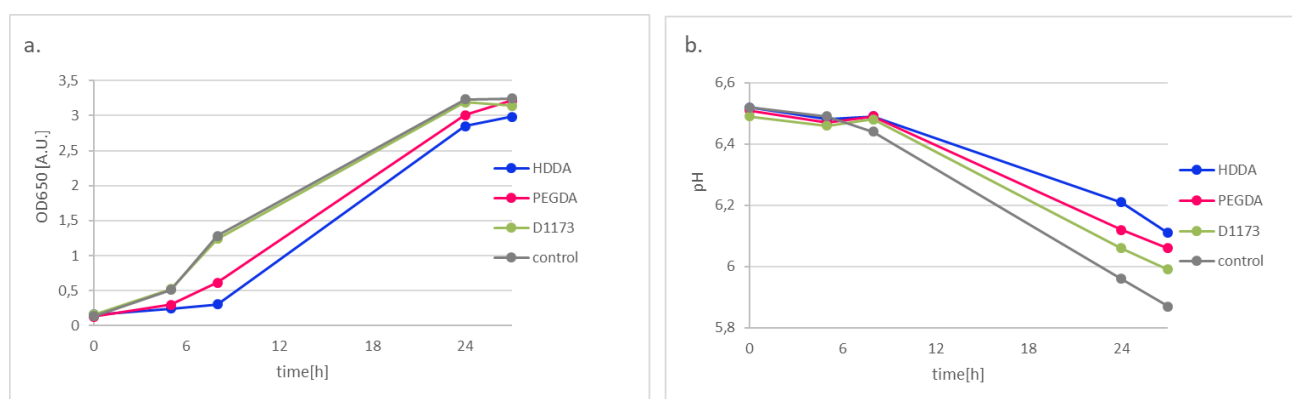 a.
OD650 [A.U.]
3,5
3
2,5
2
1,5
1
0,5
0
0 6 12 18 24
time[h]
HDDA
PEGDA
D1173
control
b.
pH
6,6
6,4
6,2
6
5,8
0 6 12 18 24
time[h]
HDDA
PEGDA
D1173
control